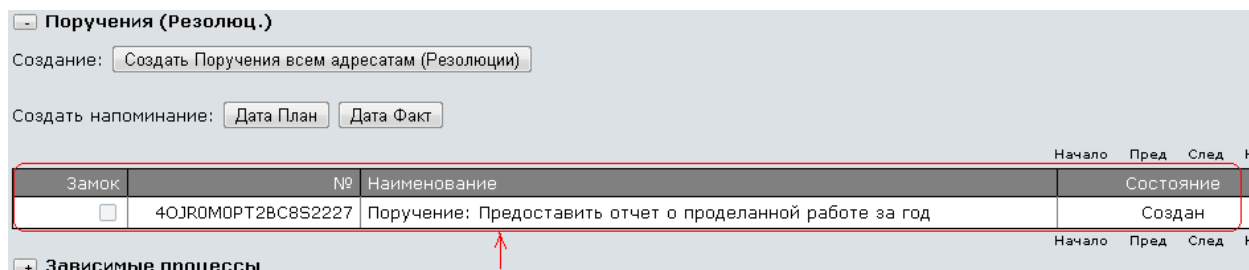 - Поручения (Резолюц.)
Создание: Создать Поручения всем адресатам (Резолюции)
Создать напоминание: Дата План Дата Факт
Начало Пред След
Замок № Наименование Состояние
4OJR0M0PT2BC8S2227 Поручение: Предоставить отчет о проделанной работе за год Создан
Начало Пред След
+ Зависимые процессы